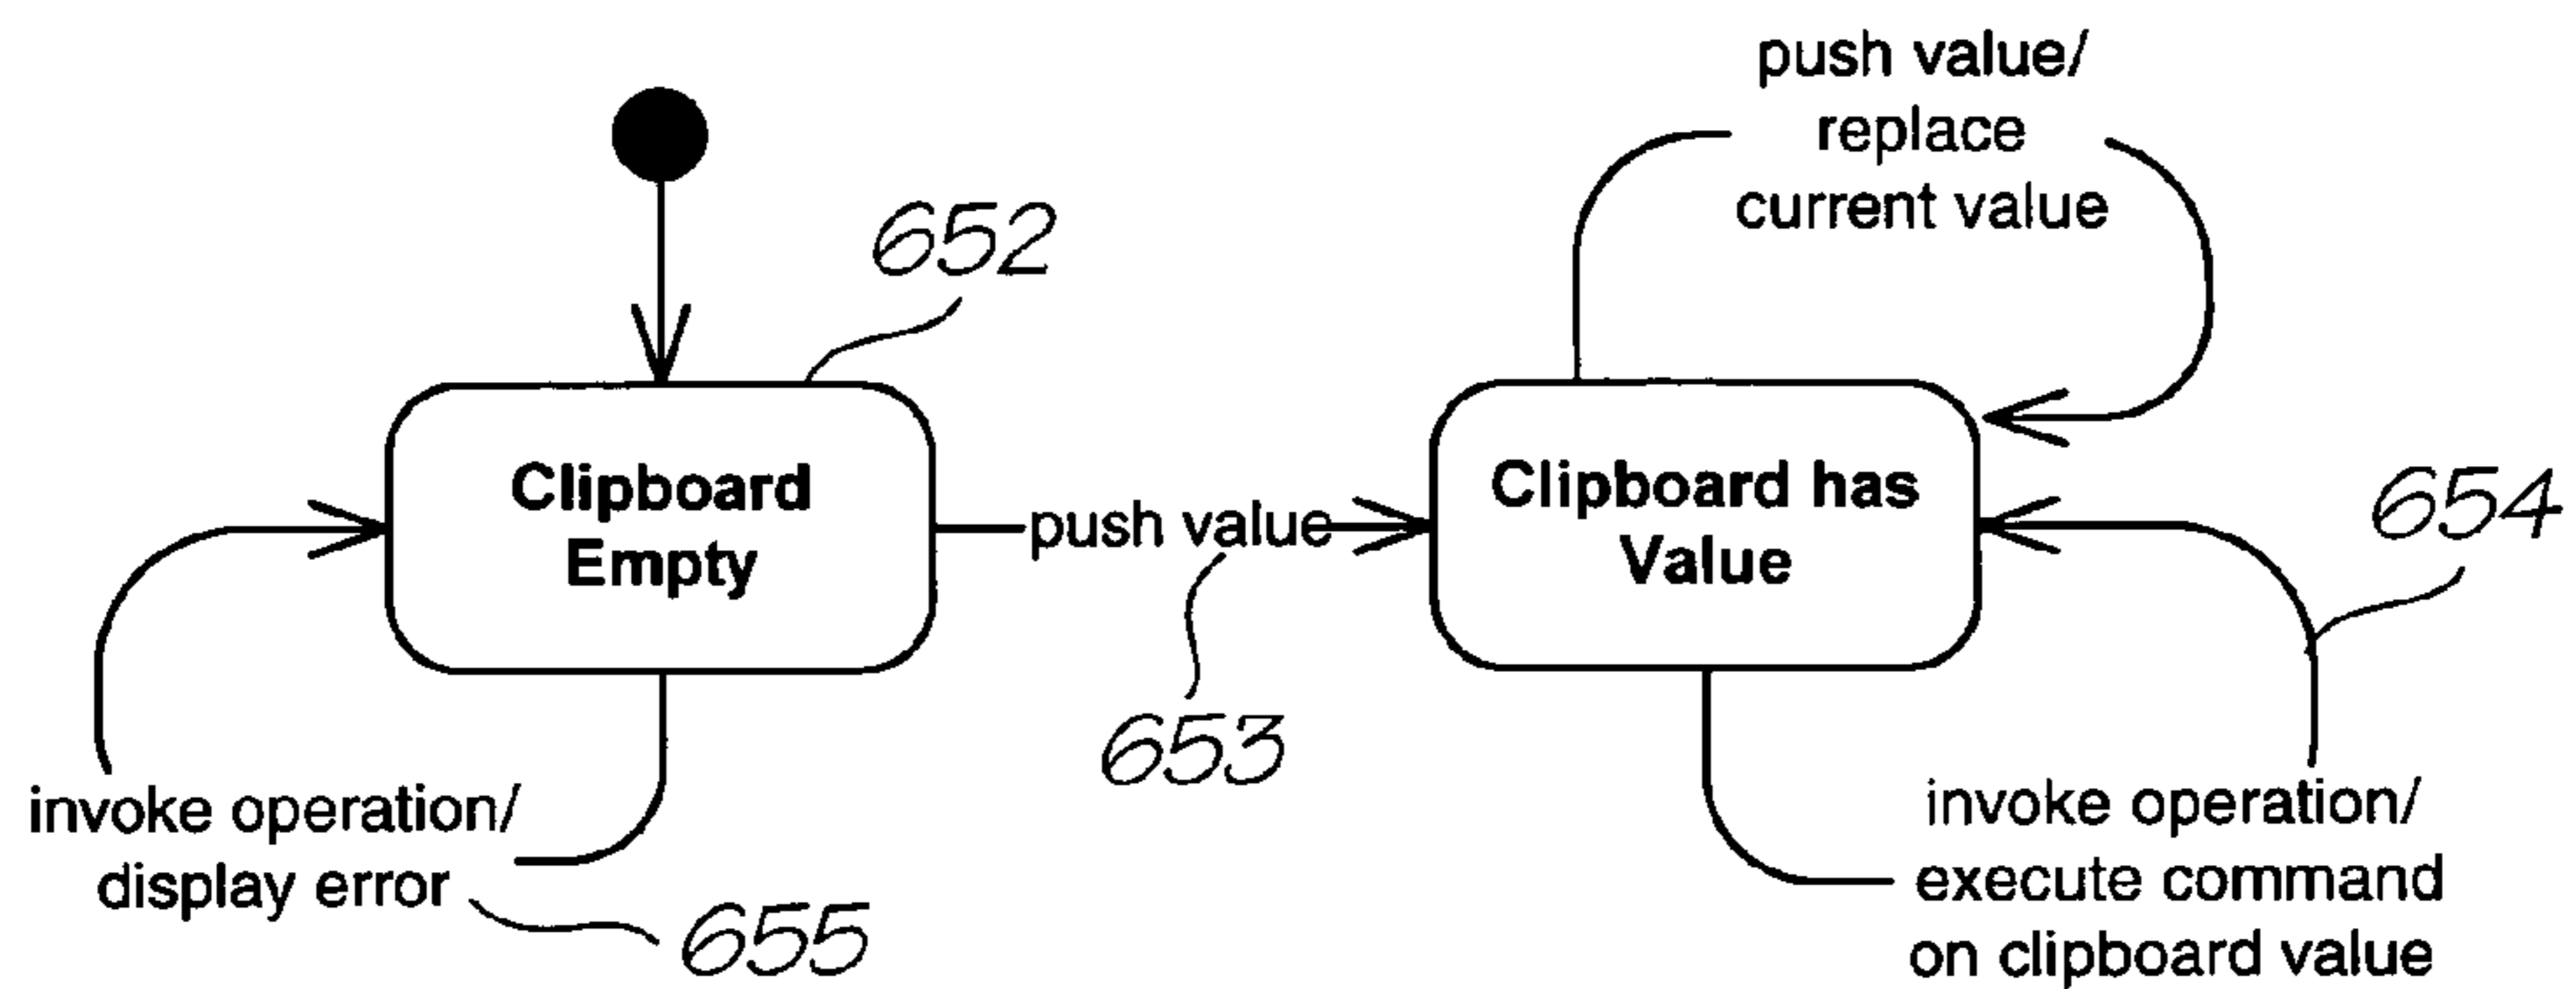 push value/
replace
current value
652
Clipboard
Empty
push value
Clipboard has
Value
654
653
invoke operation/
display error
655
invoke operation/
execute command
on clipboard value